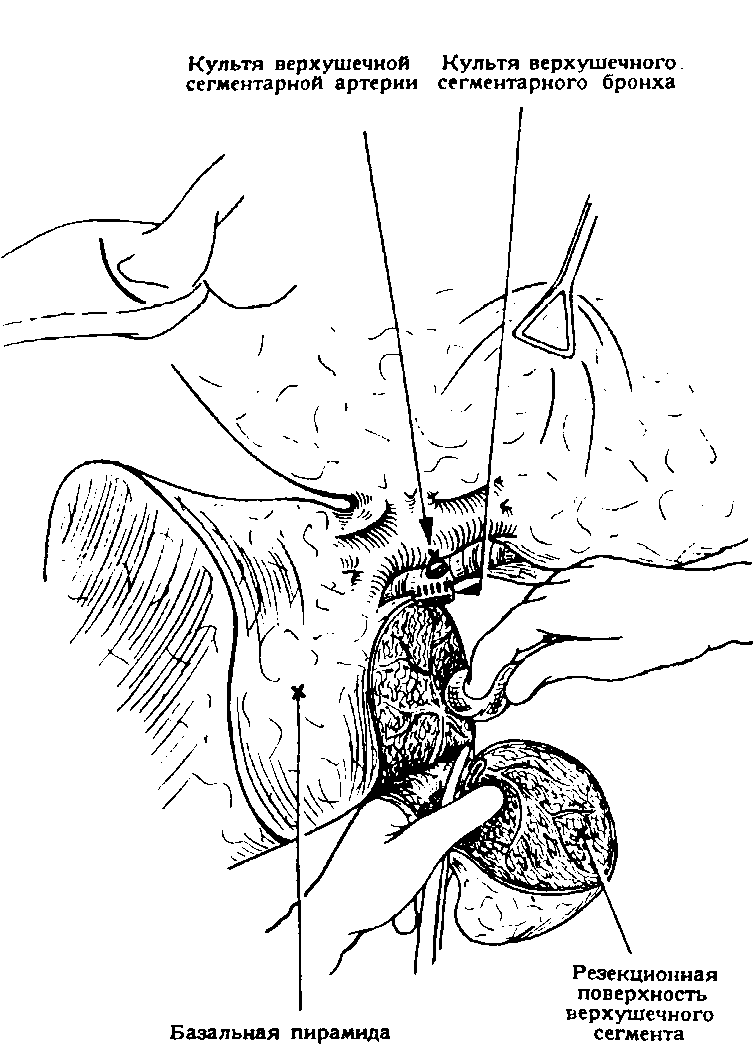 Культя верхушечной
сегментарной артерии
Культя верхушечного
сегментарного бронха
Резекционная
поверхность
верхушечного
сегмента
Базальная пирамида